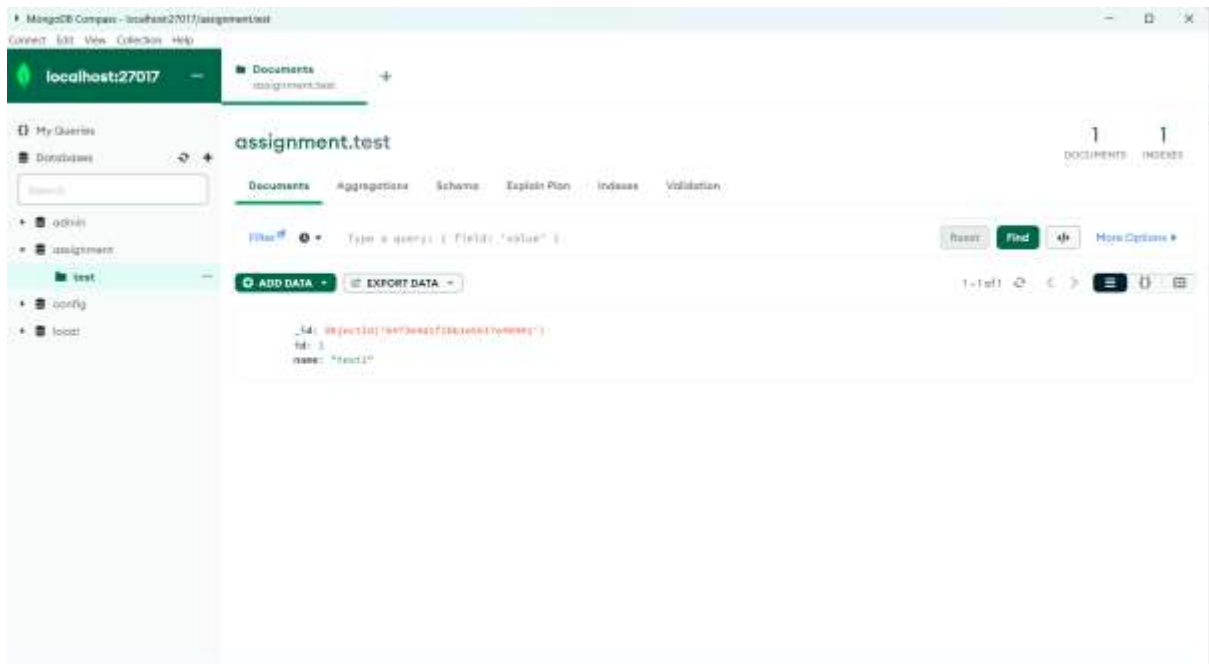 MongoDB Compass - localhost:27017/assignment.test
Connect Edit View Collection Help
localhost:27017
Documents
assignment.test
My Queries
Databases
Search
admin
assignment
test
config
local
assignment.test
1 DOCUMENTS 1 INDEXES
Documents Aggregations Schema Explain Plan Indexes Validation
Filter Type a query: { field: 'value' } Reset Find More Options
ADD DATA EXPORT DATA 1-1 of 1
_id: ObjectId('
id: 1
name: "test1"